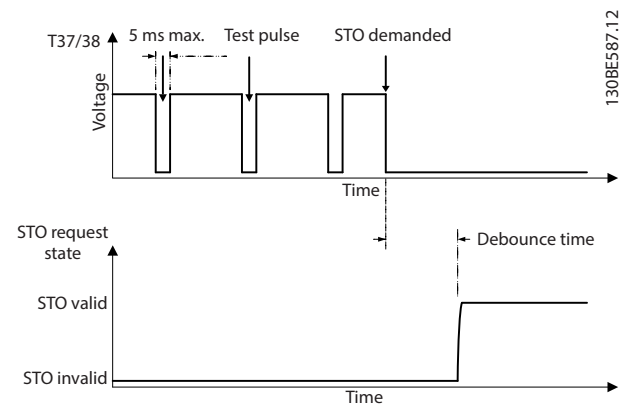 T37/38
5 ms max.
Test pulse
STO demanded
130BE587.12
Voltage
Time
STO request
state
Debounce time
STO valid
STO invalid
Time